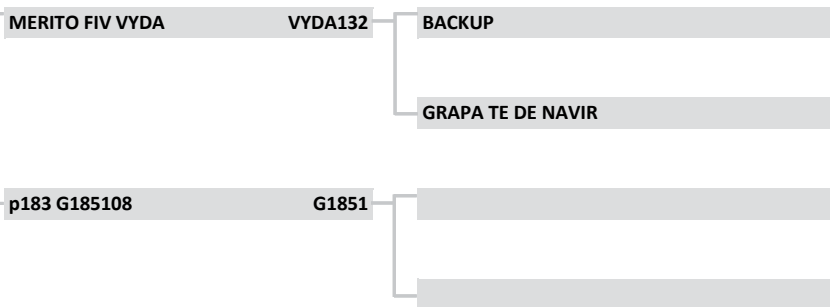 MERITO FIV VYDA VYDA132 BACKUP
GRAPA TE DE NAVIR
p183 G185108 G1851